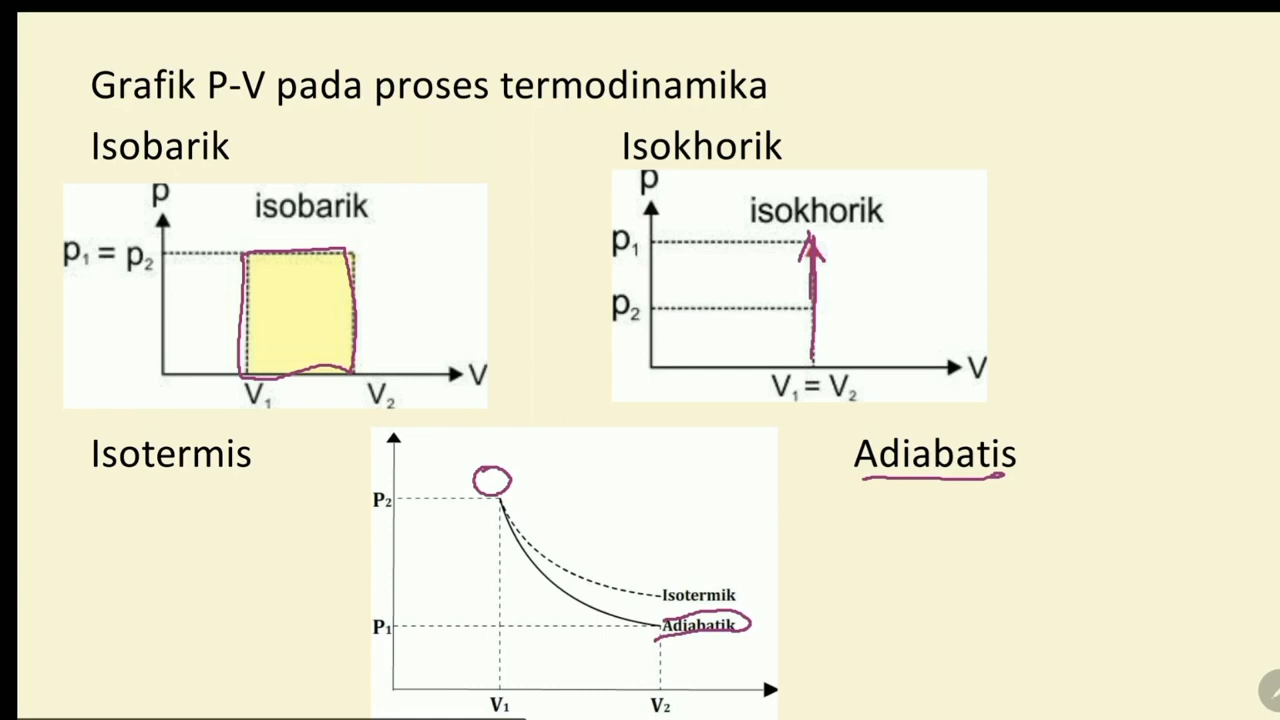 Grafik P-V pada proses termodinamika
Isobarik
Isokhorik
p
isobarik
p₁ = p₂
V
V₁
V₂
p
isokhorik
p₁
p₂
V
V₁ = V₂
Isotermis
Adiabatis
P₂
Isotermik
P₁
Adiabatik
V₁
V₂